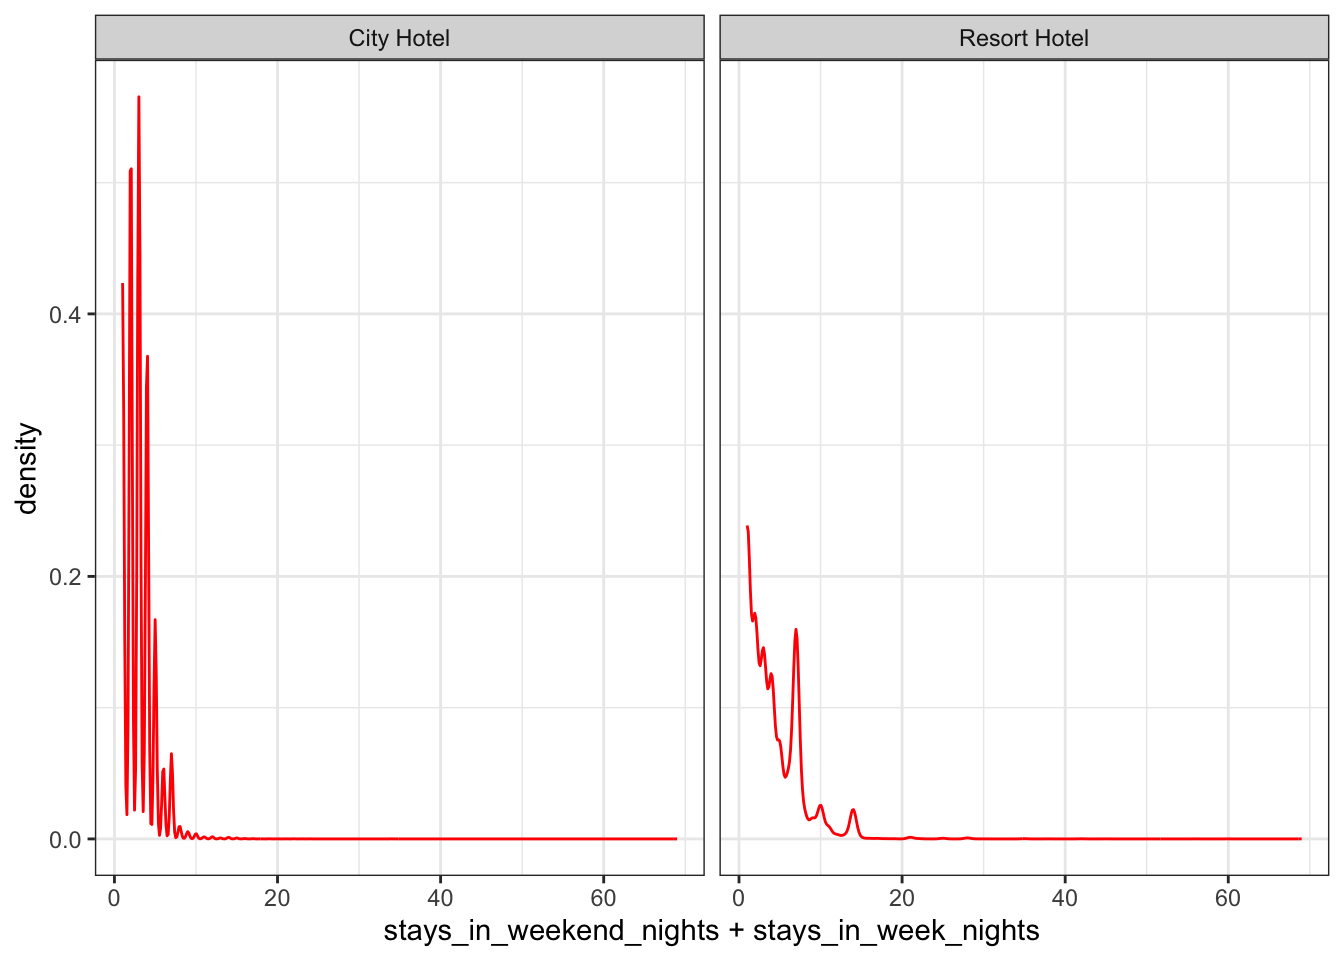 City Hotel
Resort Hotel
density
0.4
0.2
0.0
0 20 40 60
0 20 40 60
stays_in_weekend_nights + stays_in_week_nights